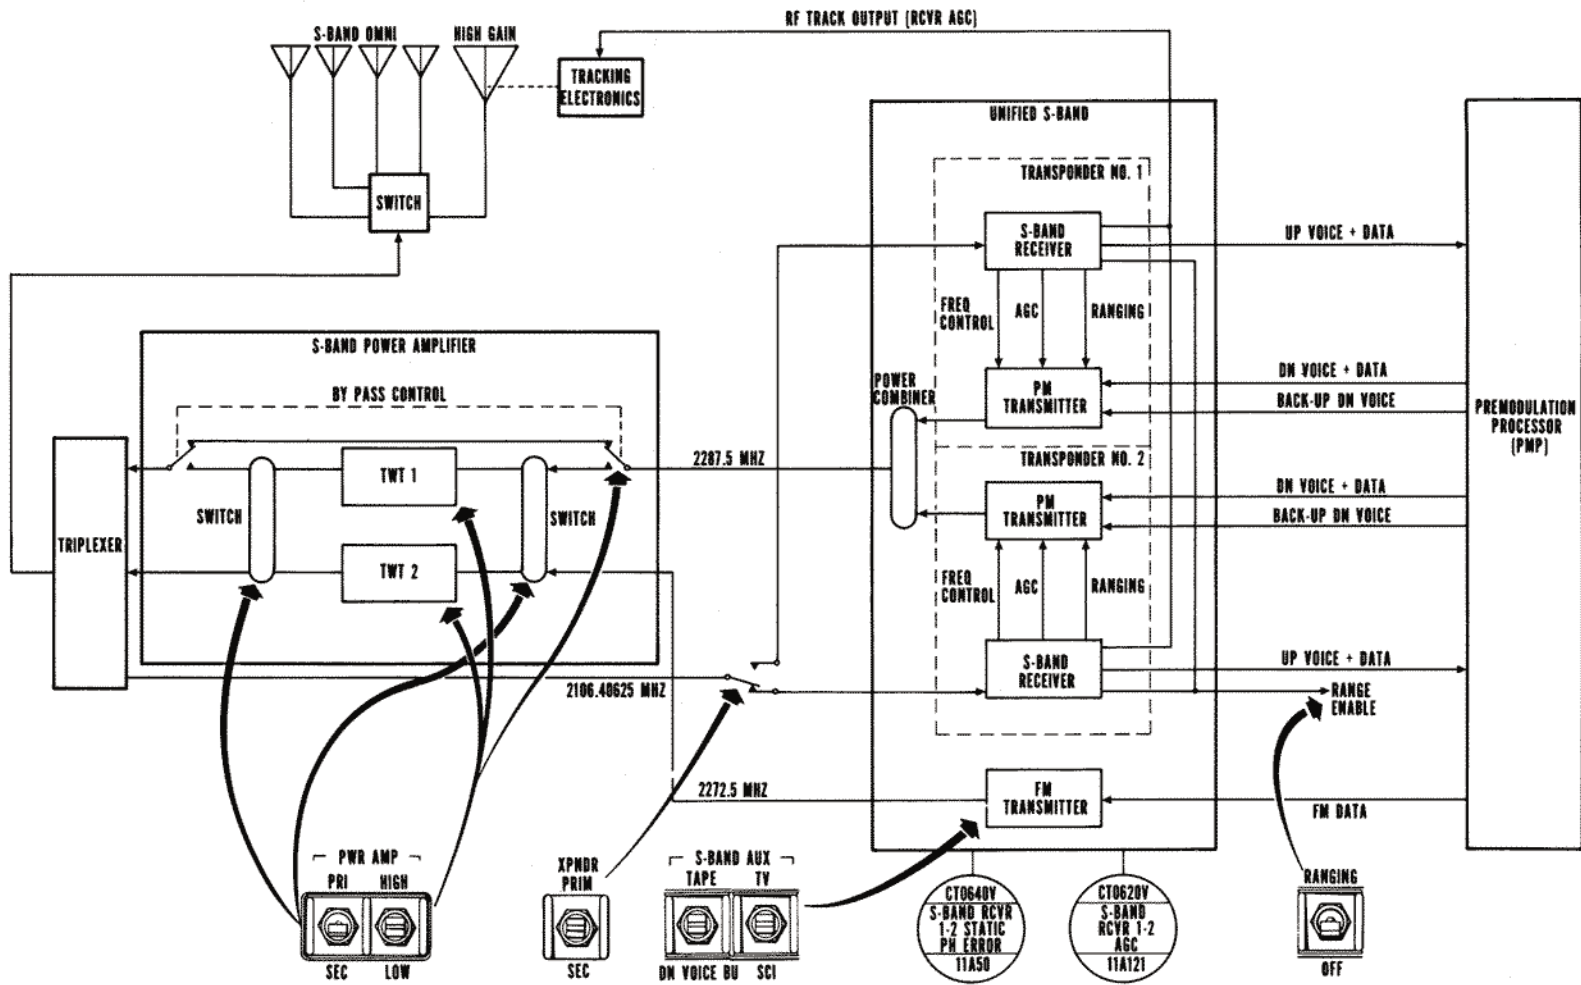 RF TRACK OUTPUT (RCVR AGC)
S-BAND OMNI
HIGH GAIN
TRACKING
ELECTRONICS
SWITCH
UNIFIED S-BAND
TRANSPONDER NO. 1
S-BAND
RECEIVER
UP VOICE + DATA
FREQ
CONTROL
AGC
RANGING
S-BAND POWER AMPLIFIER
BY PASS CONTROL
POWER
COMBINER
PM
TRANSMITTER
DN VOICE + DATA
BACK-UP DN VOICE
PREMODULATION
PROCESSOR
(PMP)
TRANSPONDER NO. 2
2287.5 MHZ
TWT 1
SWITCH
SWITCH
TRIPLEXER
TWT 2
PM
TRANSMITTER
DN VOICE + DATA
BACK-UP DN VOICE
FREQ
CONTROL
AGC
RANGING
S-BAND
RECEIVER
UP VOICE + DATA
2106.40625 MHZ
RANGE
ENABLE
2272.5 MHZ
FM
TRANSMITTER
FM DATA
PWR AMP
PRI
HIGH
SEC
LOW
XPNDR
PRIM
SEC
S-BAND AUX
TAPE
TV
DN VOICE BU
SCI
CT0640V
S-BAND RCVR
1-2 STATIC
PH ERROR
11A50
CT0620V
S-BAND
RCVR 1-2
AGC
11A121
RANGING
OFF